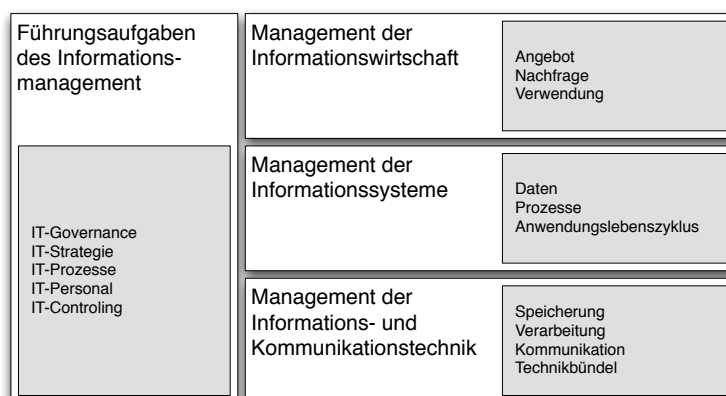 Führungsaufgaben
des Informations-
management
IT-Governance
IT-Strategie
IT-Prozesse
IT-Personal
IT-Controling
Management der
Informationswirtschaft
Angebot
Nachfrage
Verwendung
Management der
Informationssysteme
Daten
Prozesse
Anwendungslebenszyklus
Management der
Informations- und
Kommunikationstechnik
Speicherung
Verarbeitung
Kommunikation
Technikbündel